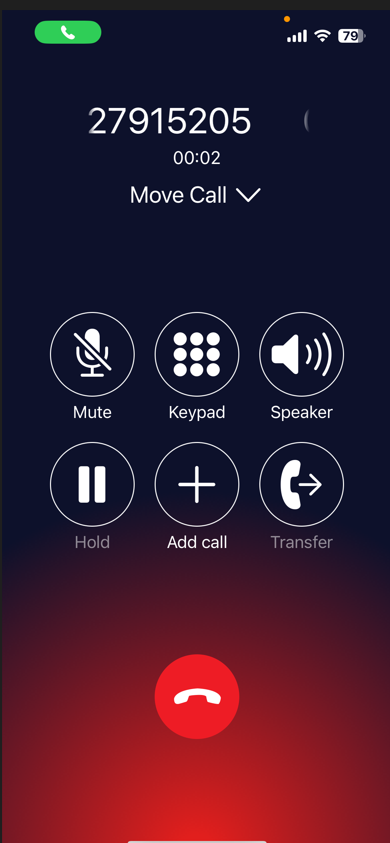 79
27915205 (
00:02
Move Call
Mute Keypad Speaker
Hold Add call Transfer